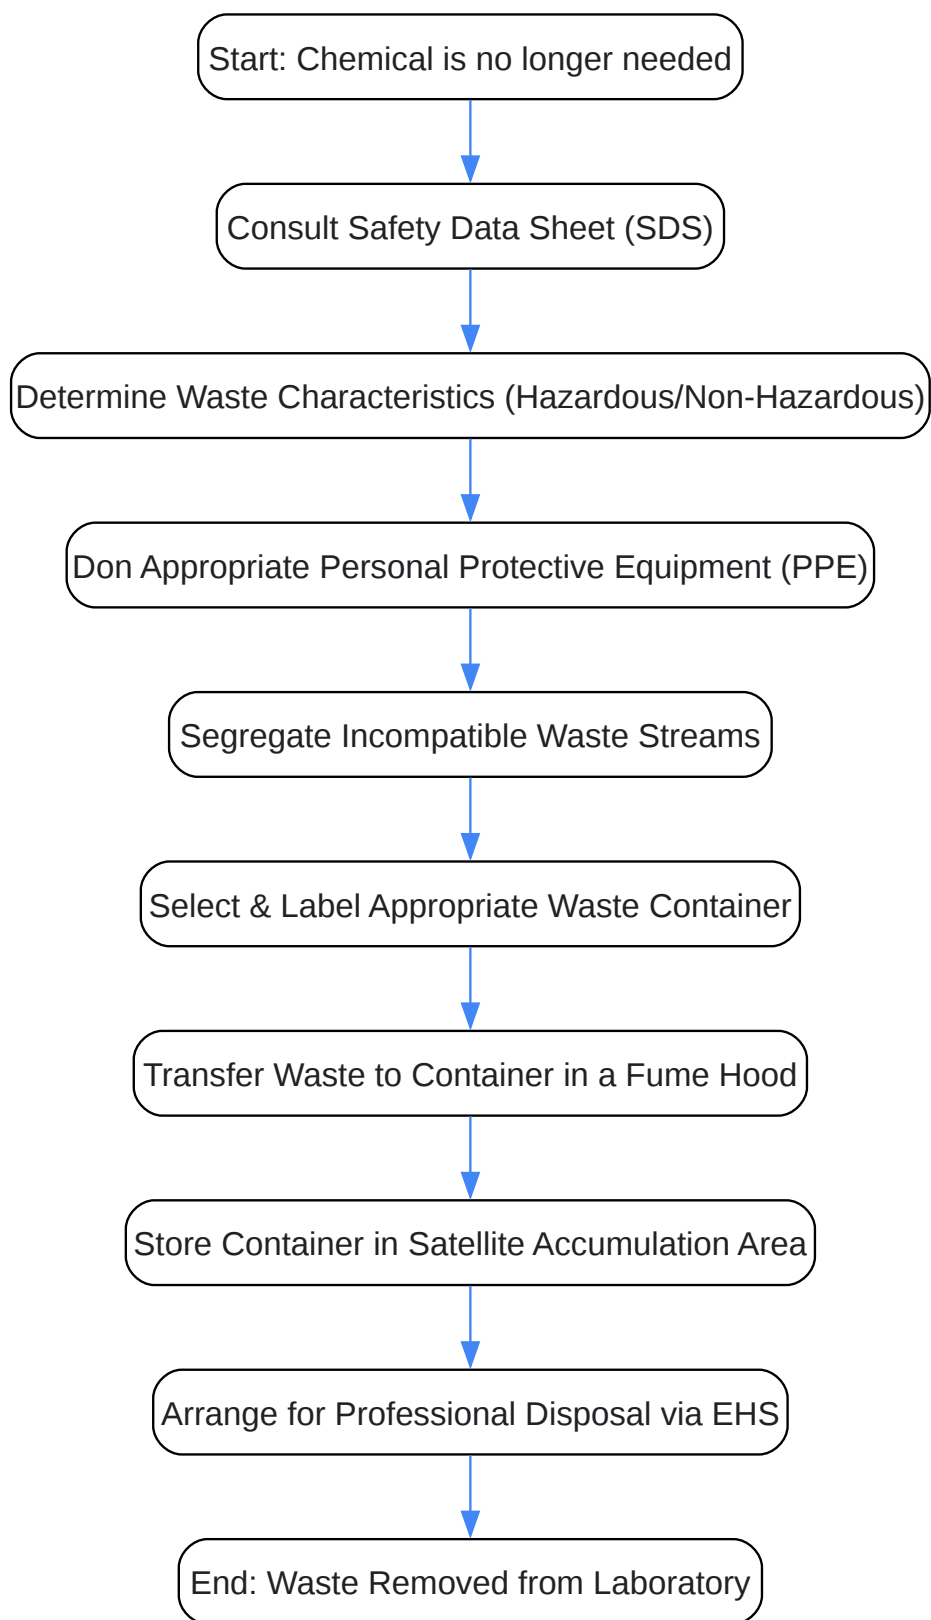 Start: Chemical is no longer needed
Consult Safety Data Sheet (SDS)
Determine Waste Characteristics (Hazardous/Non-Hazardous)
Don Appropriate Personal Protective Equipment (PPE)
Segregate Incompatible Waste Streams
Select & Label Appropriate Waste Container
Transfer Waste to Container in a Fume Hood
Store Container in Satellite Accumulation Area
Arrange for Professional Disposal via EHS
End: Waste Removed from Laboratory